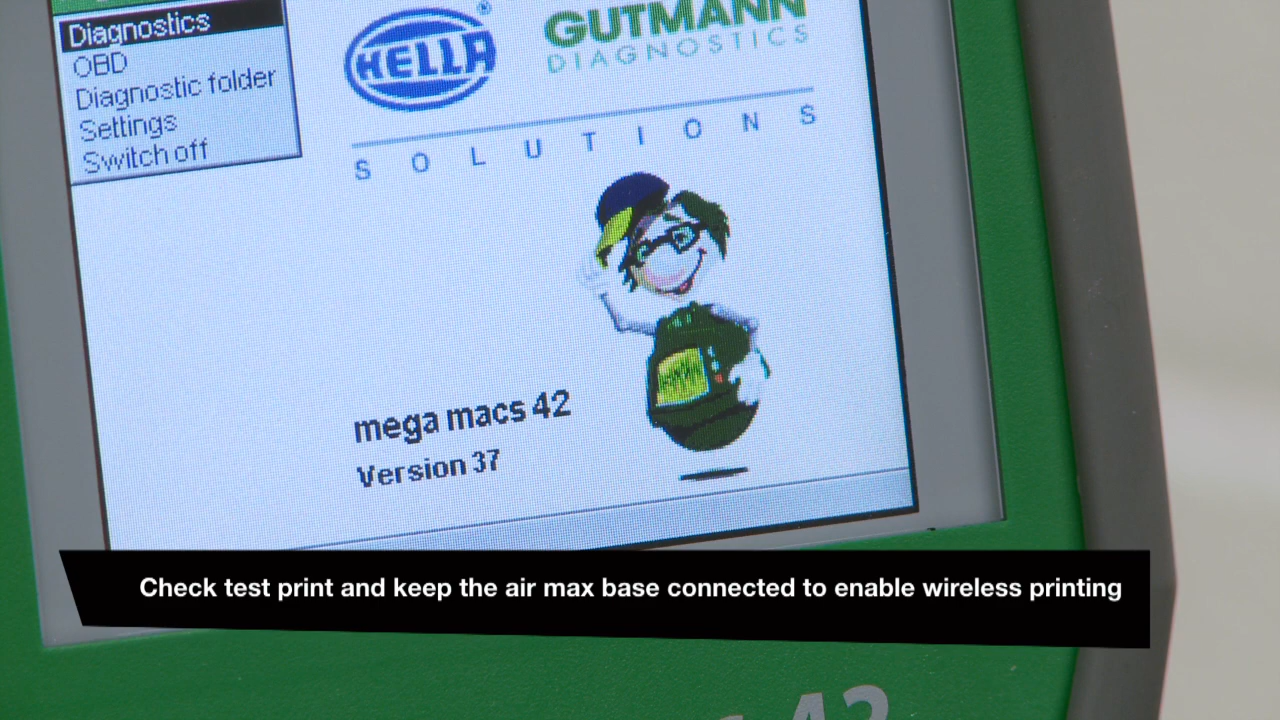 Diagnostics
OBD
Diagnostic folder
Settings
Switch off
HELLA
®
GUTMANN
DIAGNOSTICS
SOLUTIONS
mega macs 42
Version 37
Check test print and keep the air max base connected to enable wireless printing
42